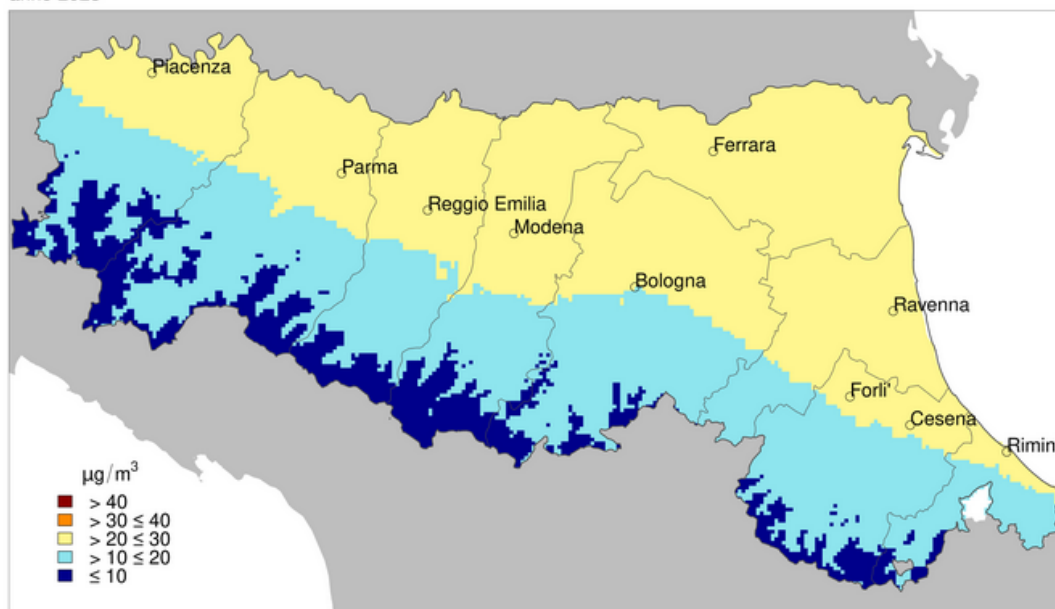 Piacenza
Parma
Reggio Emilia
Modena
Ferrara
Bologna
Ravenna
Forli'
Cesena
Rimin
µg/m³
> 40
> 30 ≤ 40
> 20 ≤ 30
> 10 ≤ 20
≤ 10